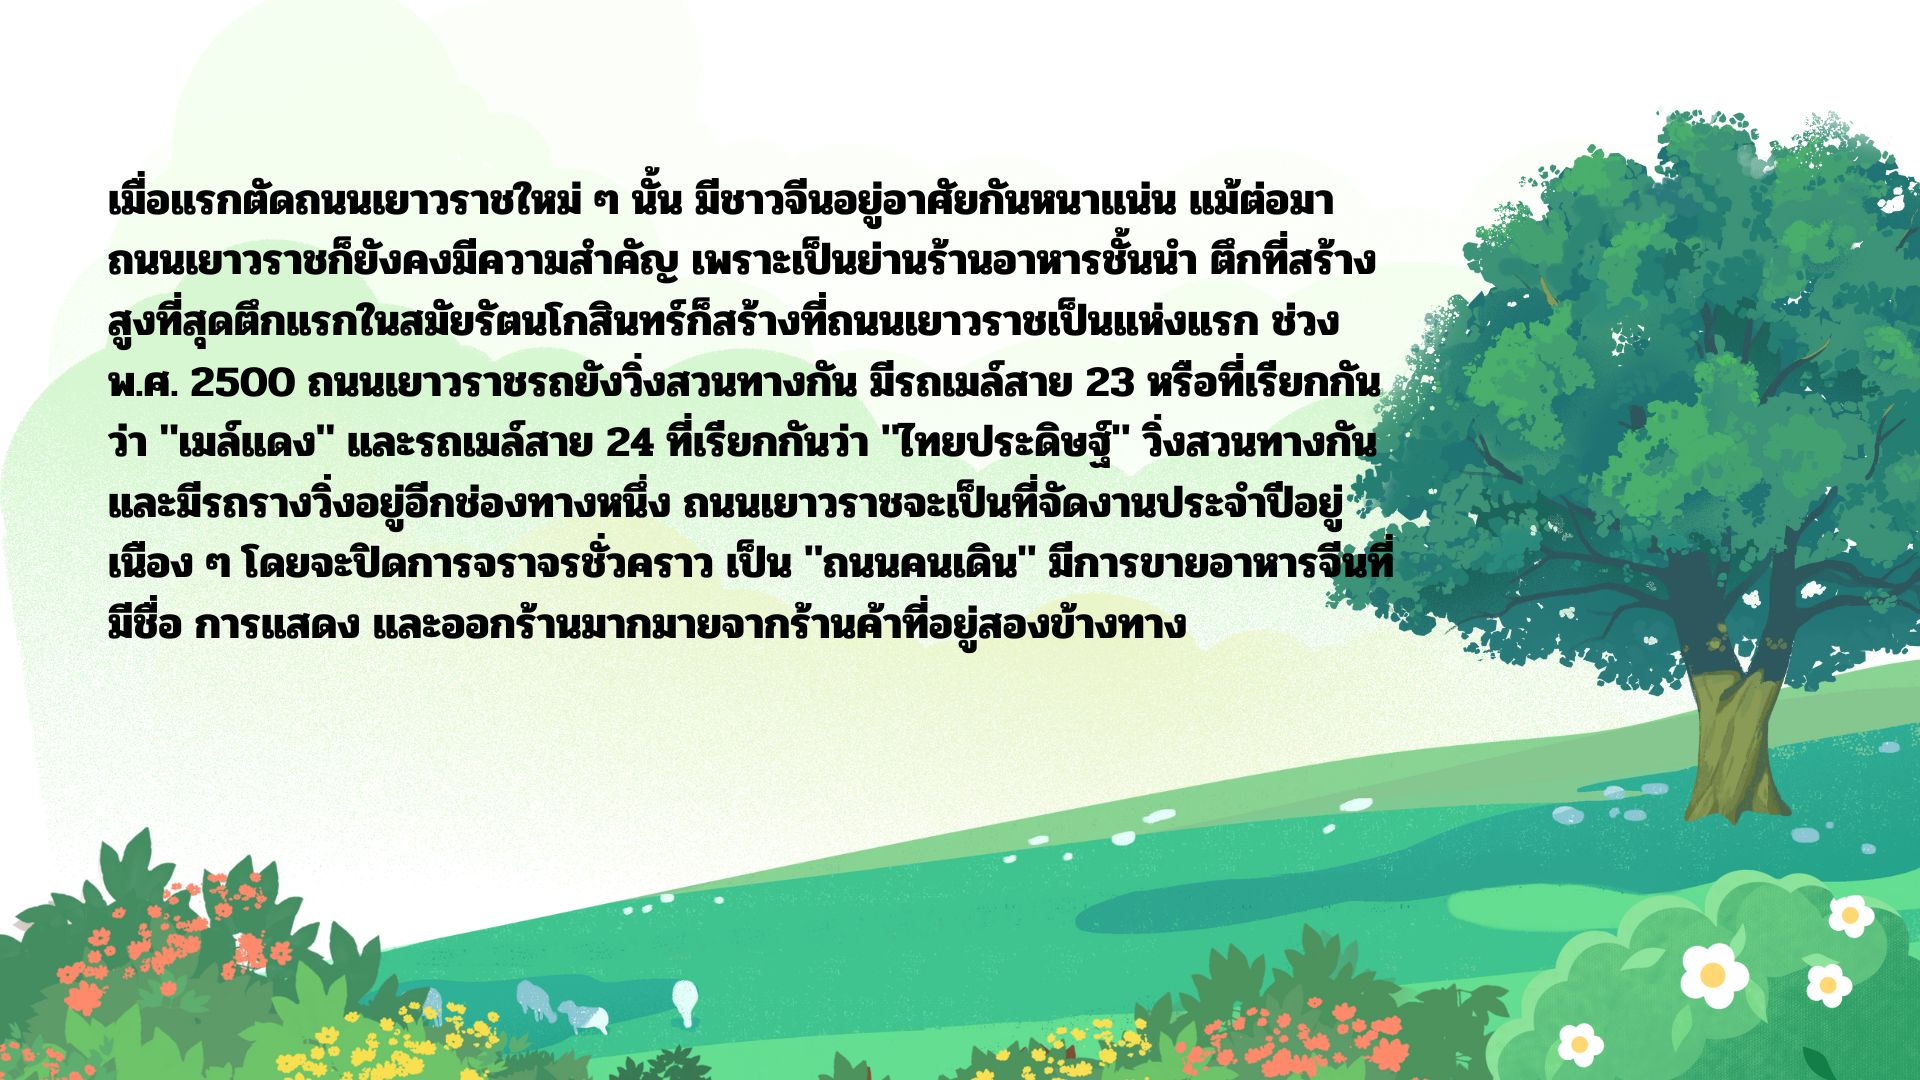 เมื่อแรกตัดถนนเยาวราชใหม่ ๆ นั้น มีชาวจีนอยู่อาศัยกันหนาแน่น แม้ต่อมา
ถนนเยาวราชก็ยังคงมีความสำคัญ เพราะเป็นย่านร้านอาหารชั้นนำ ตึกที่สร้าง
สูงที่สุดตึกแรกในสมัยรัตนโกสินทร์ก็สร้างที่ถนนเยาวราชเป็นแห่งแรก ช่วง
พ.ศ. 2500 ถนนเยาวราชรถยังวิ่งสวนทางกัน มีรถเมล์สาย 23 หรือที่เรียกกัน
ว่า "เมล์แดง" และรถเมล์สาย 24 ที่เรียกกันว่า "ไทยประดิษฐ์" วิ่งสวนทางกัน
และมีรถรางวิ่งอยู่อีกช่องทางหนึ่ง ถนนเยาวราชจะเป็นที่จัดงานประจำปีอยู่
เนือง ๆ โดยจะปิดการจราจรชั่วคราว เป็น "ถนนคนเดิน" มีการขายอาหารจีนที่
มีชื่อ การแสดง และออกร้านมากมายจากร้านค้าที่อยู่สองข้างทาง